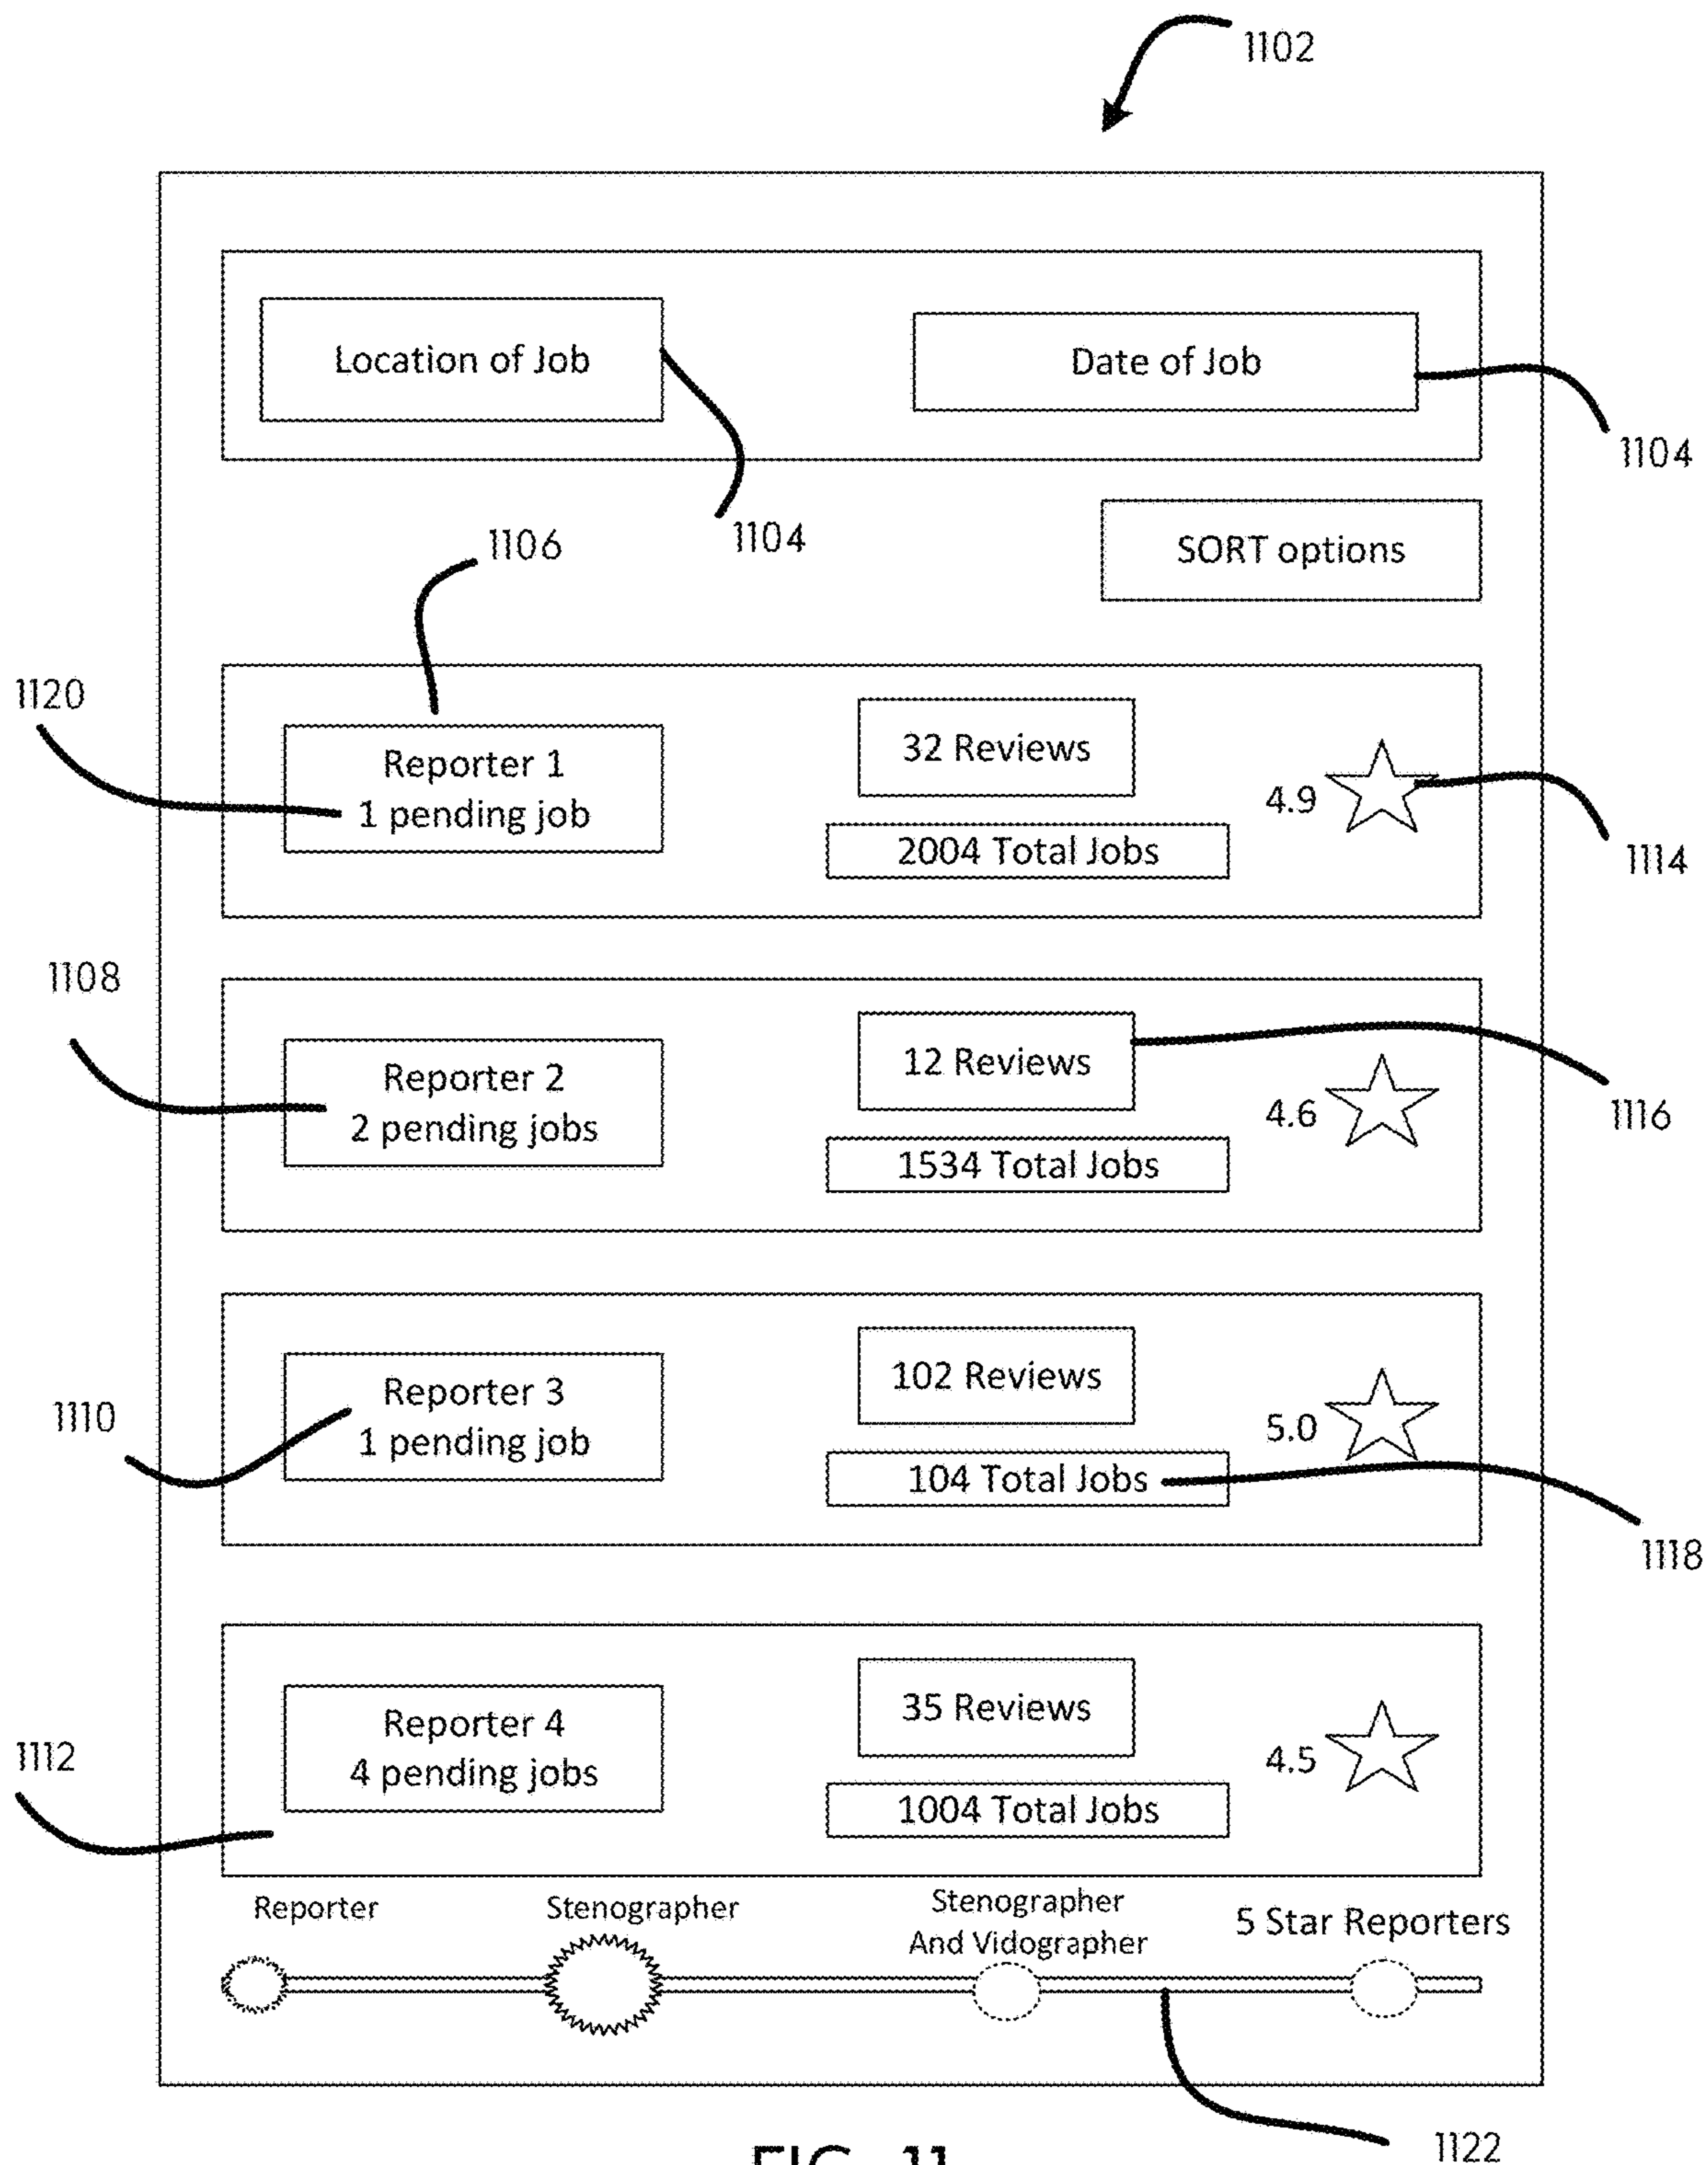 1102
Location of Job
Date of Job
1104
1104
SORT options
1106
1120
Reporter 1
1 pending job
32 Reviews
2004 Total Jobs
4.9
1114
1108
Reporter 2
2 pending jobs
12 Reviews
1534 Total Jobs
4.6
1116
1110
Reporter 3
1 pending job
102 Reviews
104 Total Jobs
5.0
1118
1112
Reporter 4
4 pending jobs
35 Reviews
1004 Total Jobs
4.5
Reporter
Stenographer
Stenographer
And Vidographer
5 Star Reporters
1122
FIG. 11